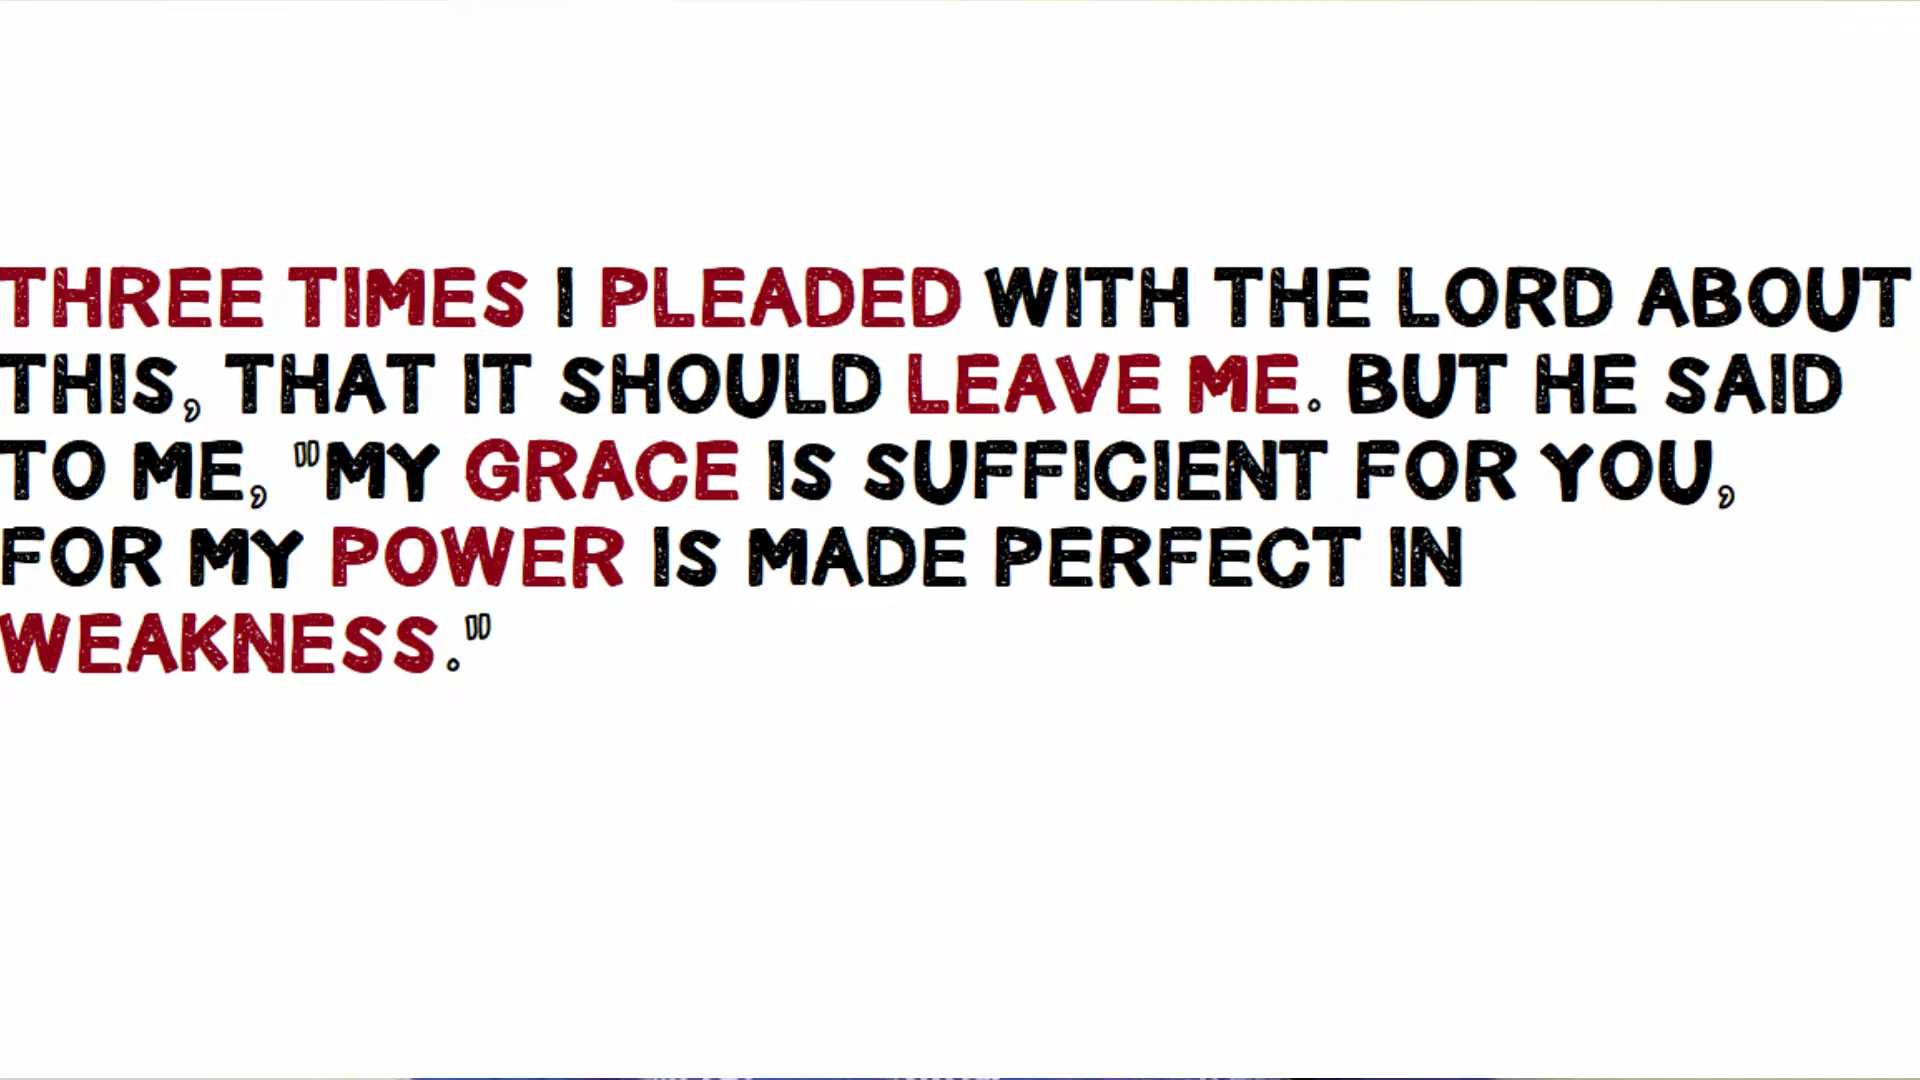 THREE TIMES I PLEADED WITH THE LORD ABOUT
THIS, THAT IT SHOULD LEAVE ME. BUT HE SAID
TO ME, "MY GRACE IS SUFFICIENT FOR YOU,
FOR MY POWER IS MADE PERFECT IN
WEAKNESS."